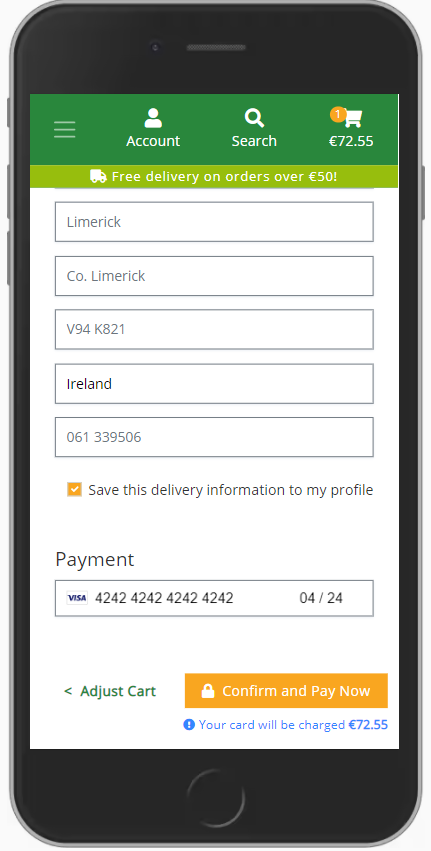 Account
Search
1
€72.55
Free delivery on orders over €50!
Limerick
Co. Limerick
V94 K821
Ireland
061 339506
Save this delivery information to my profile
Payment
VISA 4242 4242 4242 4242 04 / 24
< Adjust Cart
Confirm and Pay Now
Your card will be charged €72.55